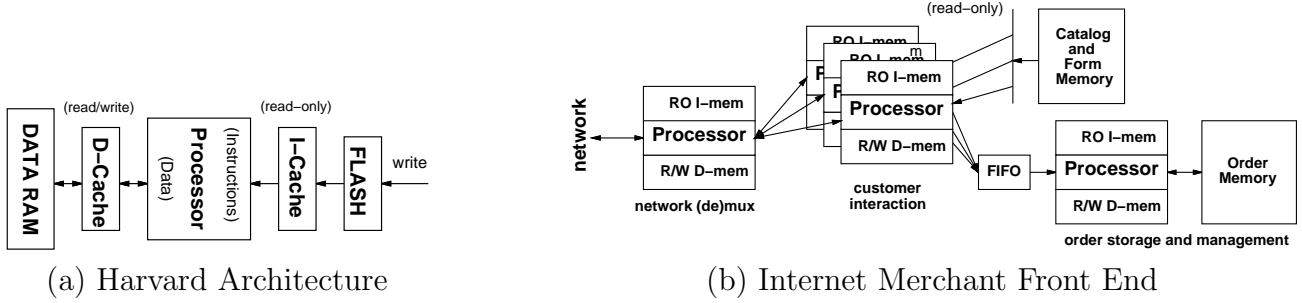 (read/write)
(read−only)
DATA RAM
D−Cache
Processor
(Instructions)
(Data)
I−Cache
FLASH
write
(a) Harvard Architecture
(read−only)
RO I−mem
P
RO I−mem
m
P
RO I−mem
Processor
R/W D−mem
customer
interaction
Catalog
and
Form
Memory
network
RO I−mem
Processor
R/W D−mem
network (de)mux
FIFO
RO I−mem
Processor
R/W D−mem
Order
Memory
order storage and management
(b) Internet Merchant Front End